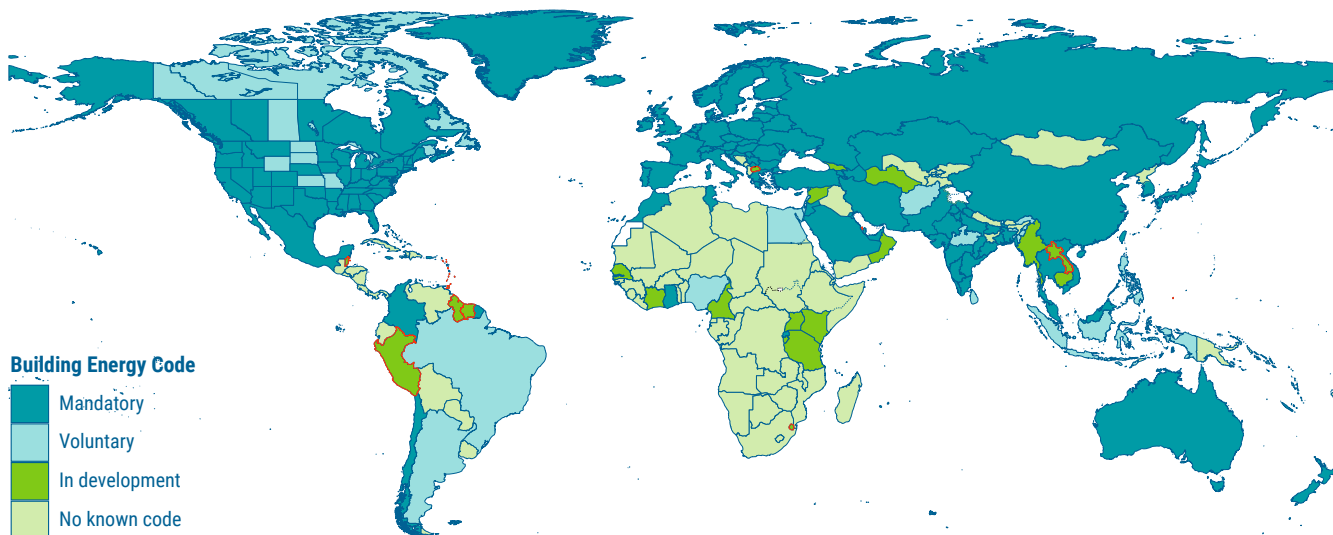 Building Energy Code
Mandatory
Voluntary
In development
No known code